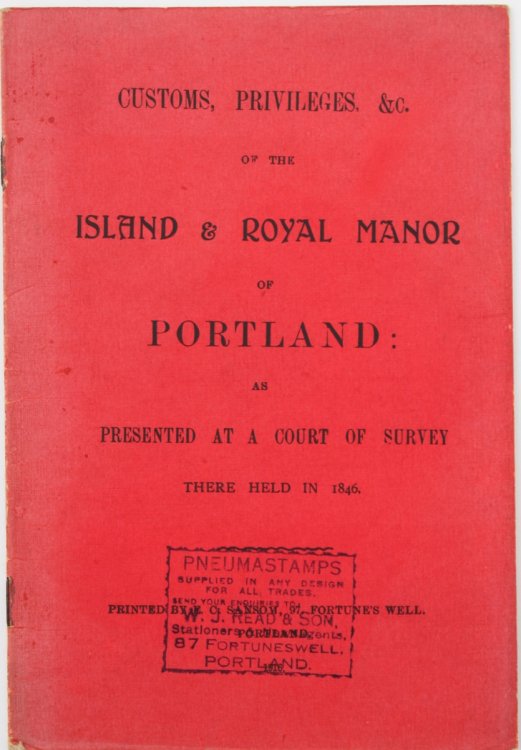 CUSTOMS, PRIVILEGES, &c.
OF THE
ISLAND & ROYAL MANOR
OF
PORTLAND:
AS
PRESENTED AT A COURT OF SURVEY
THERE HELD IN 1846.
PNEUMASTAMPS
SUPPLIED IN ANY DESIGN
FOR ALL TRADES.
SEND YOUR ENQUIRIES TO
PRINTED BY C. SANSOM, 97, FORTUNE'S WELL.
W. J. READ & SON,
PORTLAND.
Stationers & Agents,
87 FORTUNESWELL,
PORTLAND.